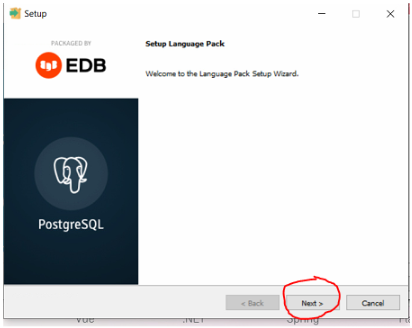 Setup
PACKAGED BY
EDB
Setup Language Pack
Welcome to the Language Pack Setup Wizard.
PostgreSQL
< Back
Next >
Cancel
Vue
.NET
Spring